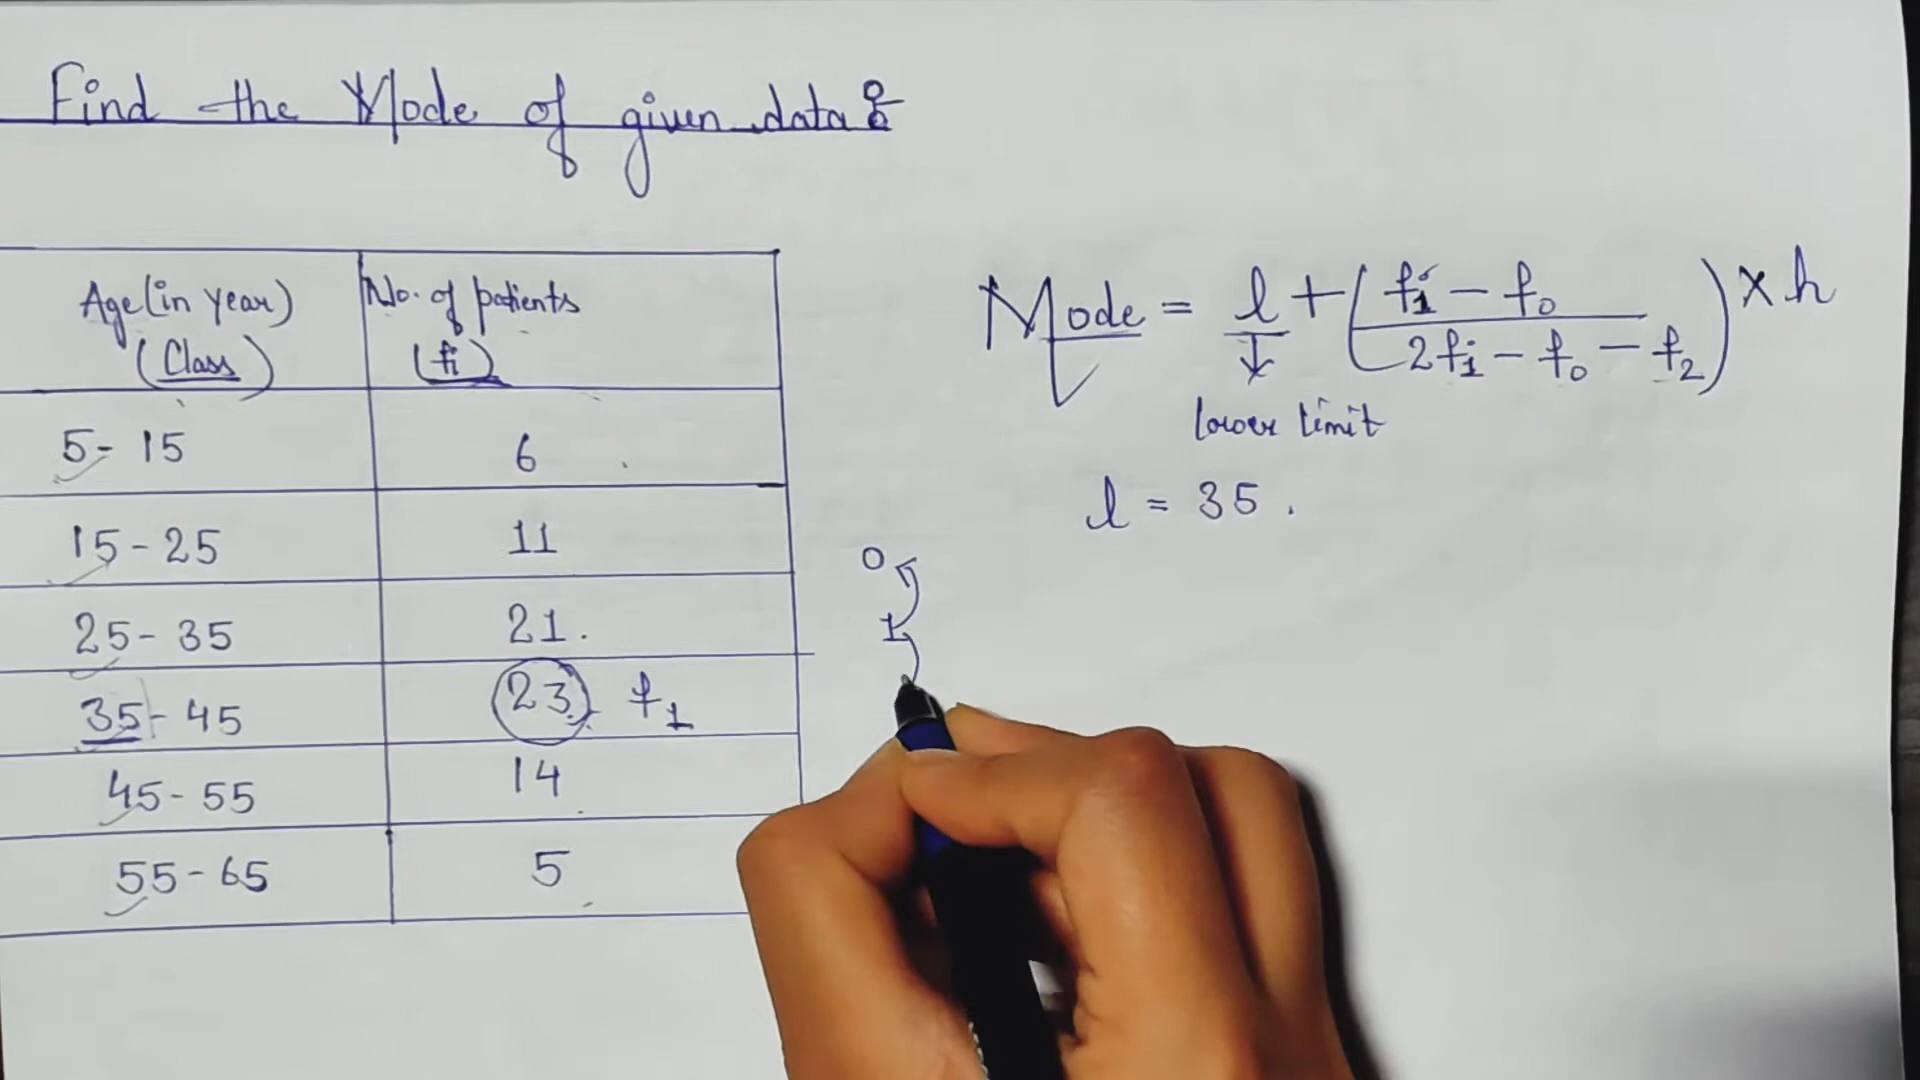 Find the Mode of given data :-
Age (in year) No. of patients
(Class) (fi)
5 - 15 6
15 - 25 11
25 - 35 21.
35 - 45 23 f1
45 - 55 14
55 - 65 5
Mode = l + ( f1 - f0 / 2f1 - f0 - f2 ) × h
lower limit
l = 35 .
0
1